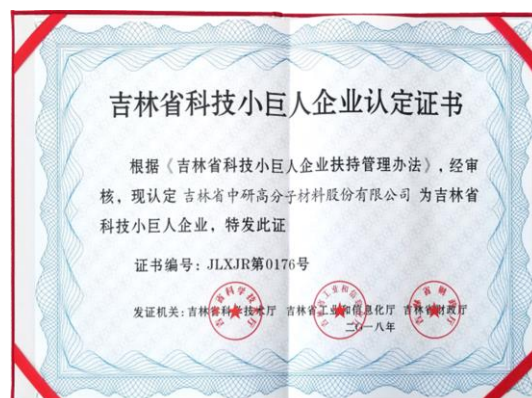 吉林省科技小巨人企业认定证书
根据《吉林省科技小巨人企业扶持管理办法》，经审
核，现认定 吉林省中研高分子材料股份有限公司 为吉林省
科技小巨人企业，特发此证
证书编号：JLXJR第0176号
发证机关：吉林省科学技术厅 吉林省工业和信息化厅 吉林省财政厅
二〇一八年